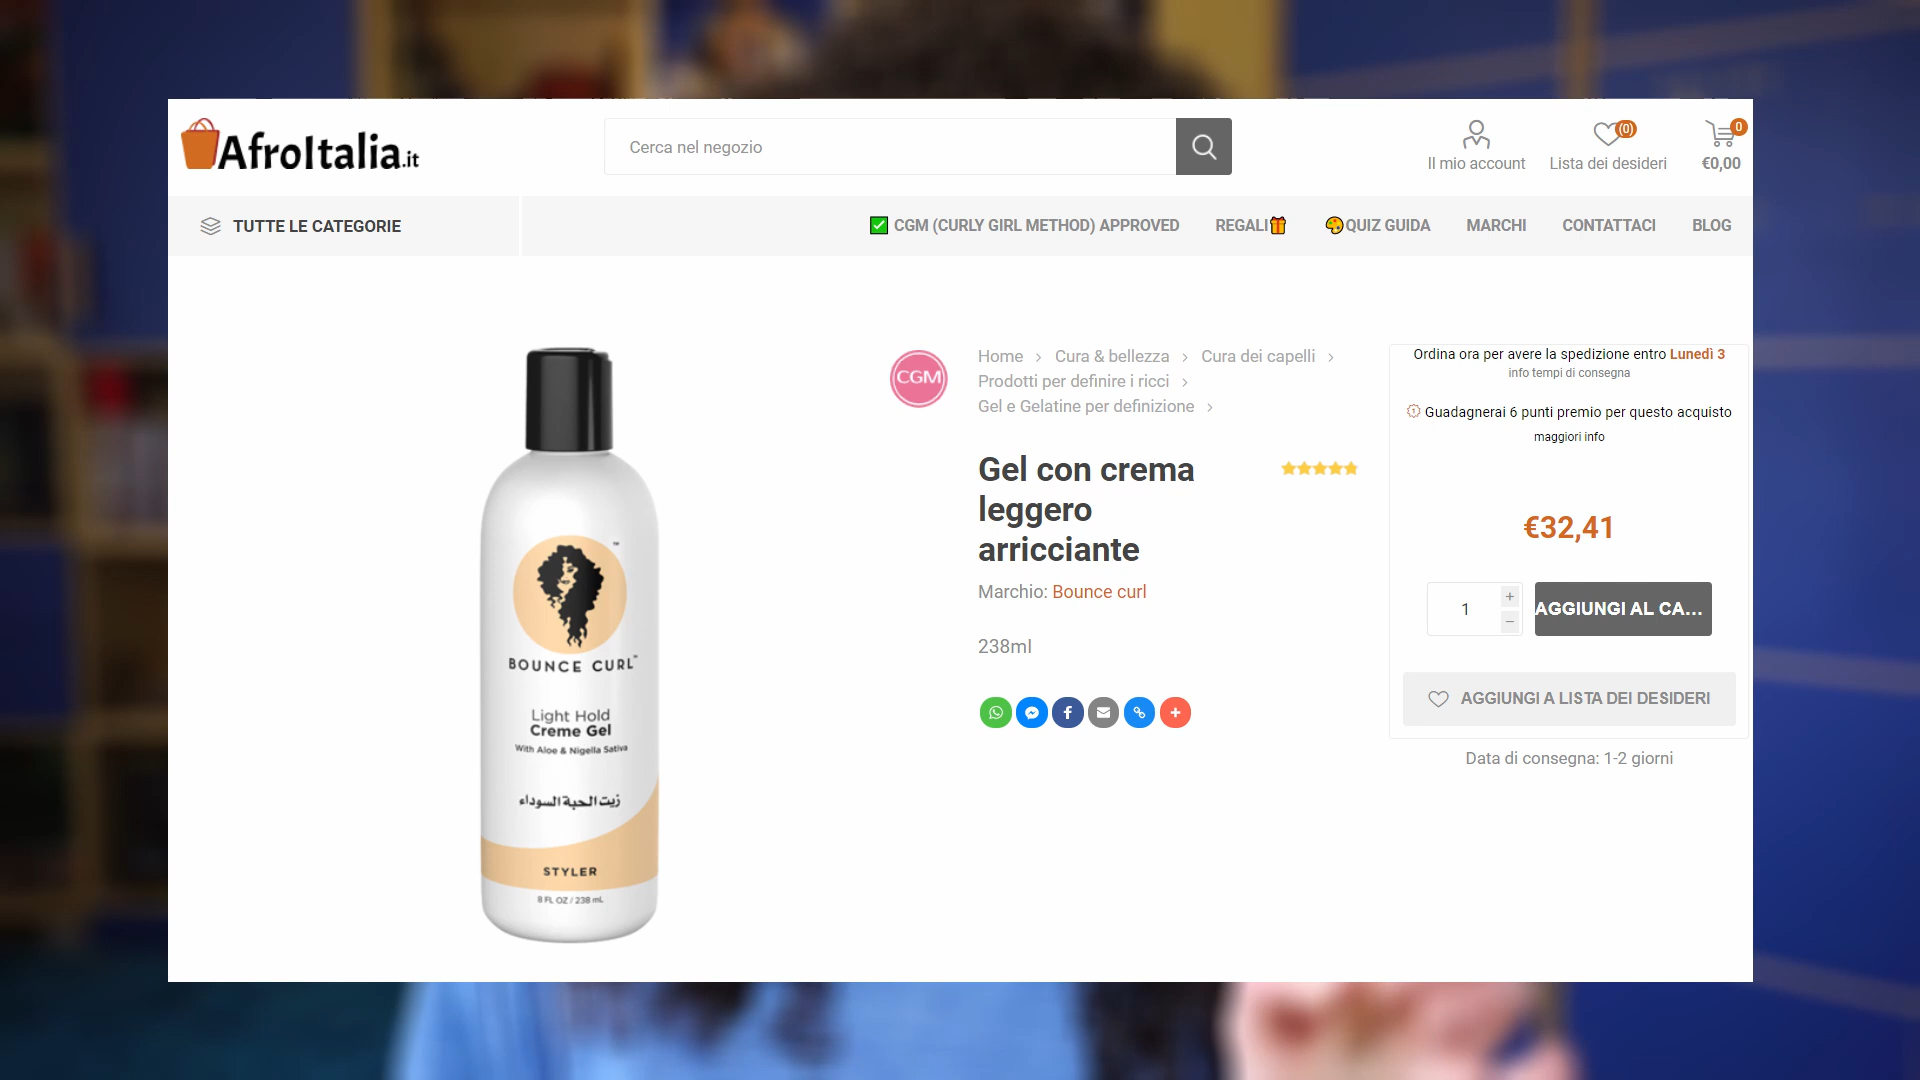 AfroItalia.it
Cerca nel negozio
Il mio account
(0)
Lista dei desideri
0
€0,00
TUTTE LE CATEGORIE
CGM (CURLY GIRL METHOD) APPROVED
REGALI
QUIZ GUIDA
MARCHI
CONTATTACI
BLOG
BOUNCE CURL™
Light Hold
Creme Gel
With Aloe & Nigella Sativa
زيت الحبة السوداء
STYLER
8 FL OZ / 238 mL
CGM
Home › Cura & bellezza › Cura dei capelli ›
Prodotti per definire i ricci ›
Gel e Gelatine per definizione ›
Gel con crema
leggero
arricciante
Marchio: Bounce curl
238ml
Ordina ora per avere la spedizione entro Lunedì 3
info tempi di consegna
Guadagnerai 6 punti premio per questo acquisto
maggiori info
€32,41
1
+
−
AGGIUNGI AL CA...
AGGIUNGI A LISTA DEI DESIDERI
Data di consegna: 1-2 giorni